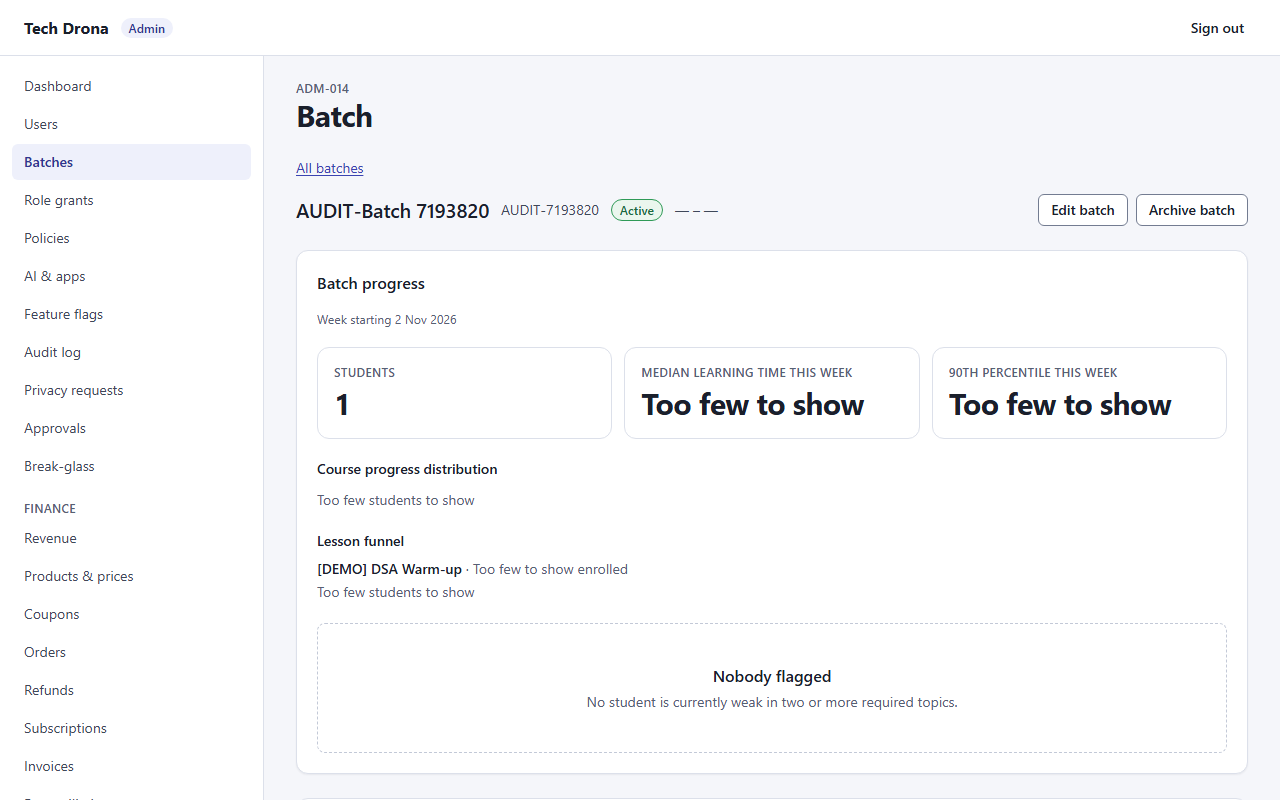 Tech Drona Admin
Sign out
Dashboard
Users
Batches
Role grants
Policies
AI & apps
Feature flags
Audit log
Privacy requests
Approvals
Break-glass
FINANCE
Revenue
Products & prices
Coupons
Orders
Refunds
Subscriptions
Invoices
ADM-014
Batch
All batches
AUDIT-Batch 7193820 AUDIT-7193820 Active — – —
Edit batch Archive batch
Batch progress
Week starting 2 Nov 2026
STUDENTS
1
MEDIAN LEARNING TIME THIS WEEK
Too few to show
90TH PERCENTILE THIS WEEK
Too few to show
Course progress distribution
Too few students to show
Lesson funnel
[DEMO] DSA Warm-up · Too few to show enrolled
Too few students to show
Nobody flagged
No student is currently weak in two or more required topics.